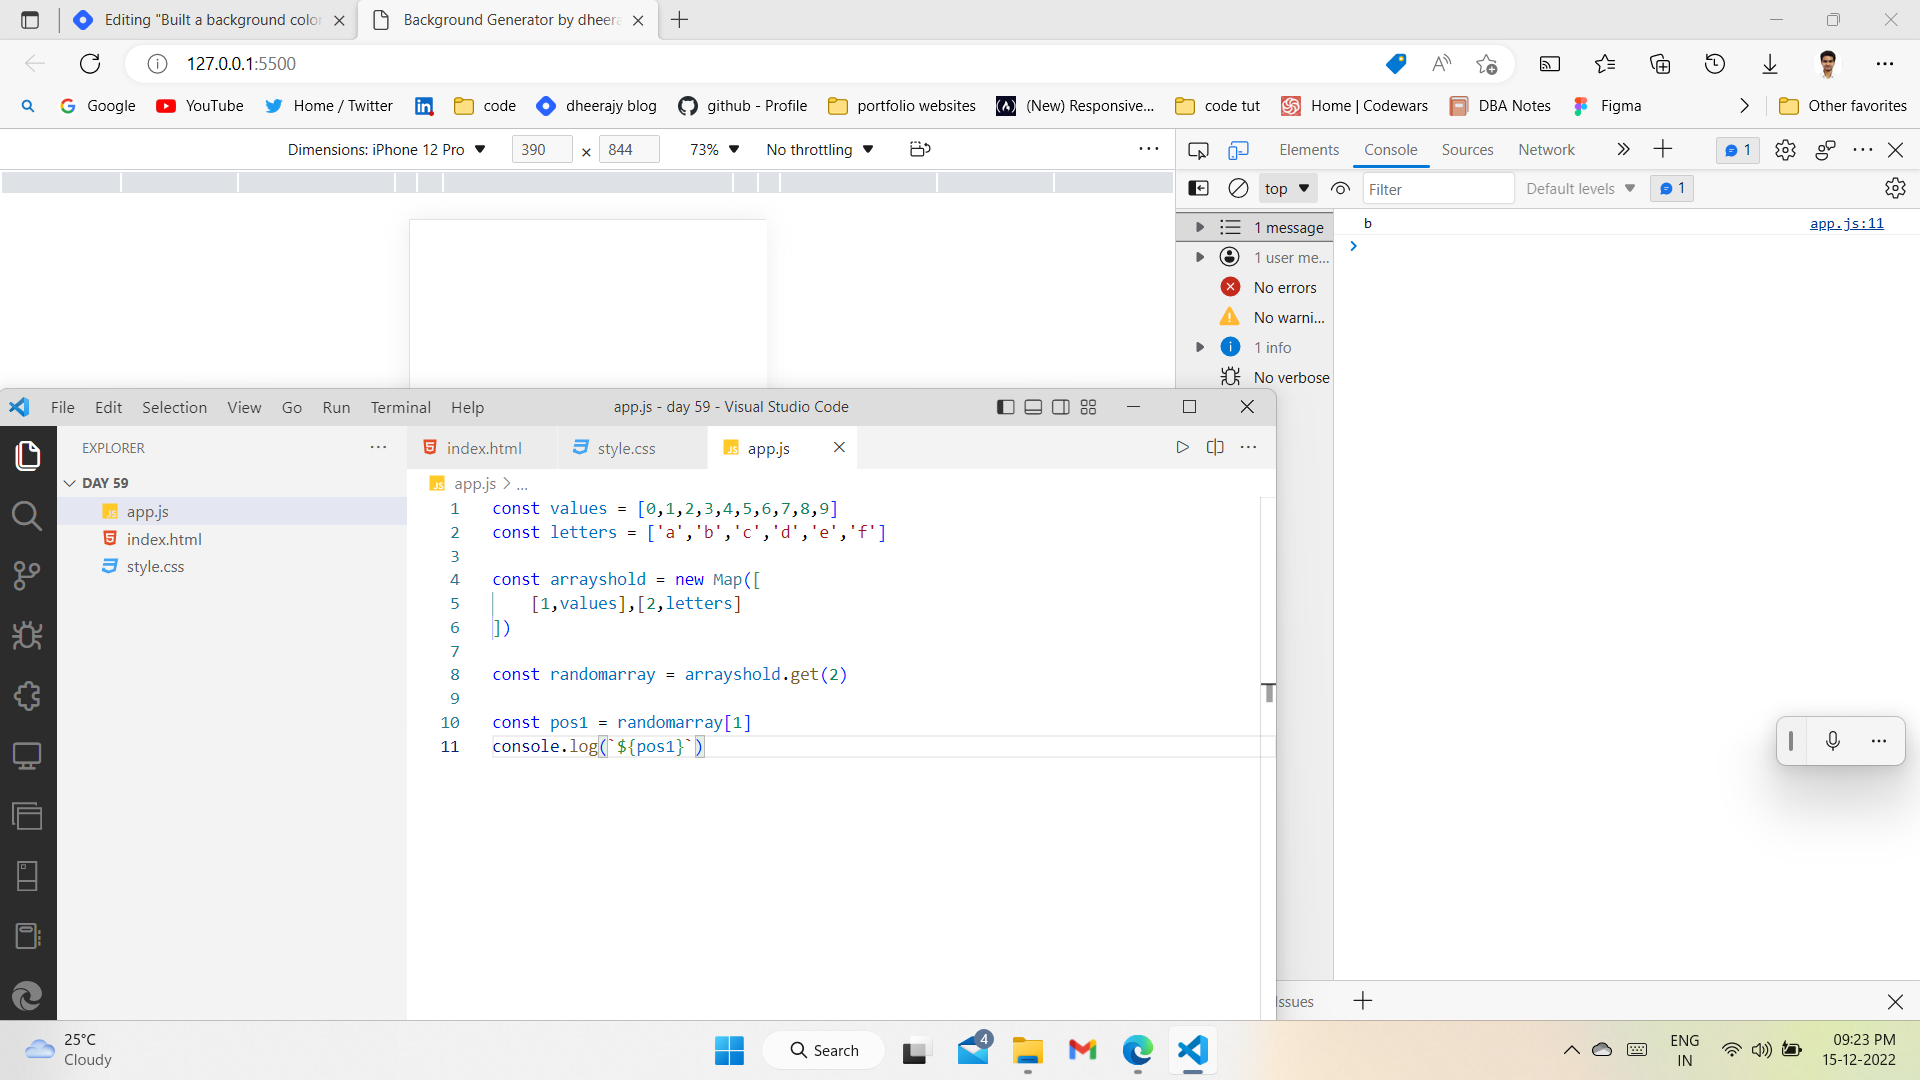 Editing "Built a background color
Background Generator by dheera
127.0.0.1:5500
Google
YouTube
Home / Twitter
code
dheerajy blog
github - Profile
portfolio websites
(New) Responsive...
code tut
Home | Codewars
DBA Notes
Figma
Other favorites
Dimensions: iPhone 12 Pro
390
×
844
73%
No throttling
Elements
Console
Sources
Network
1
top
Filter
Default levels
1
1 message
1 user me...
No errors
No warni...
1 info
No verbose
b
app.js:11
File
Edit
Selection
View
Go
Run
Terminal
Help
app.js - day 59 - Visual Studio Code
EXPLORER
DAY 59
app.js
index.html
style.css
index.html
style.css
app.js
app.js > ...
1 const values = [0,1,2,3,4,5,6,7,8,9]
2 const letters = ['a','b','c','d','e','f']
3
4 const arrayshold = new Map([
5 [1,values],[2,letters]
6 ])
7
8 const randomarray = arrayshold.get(2)
9
10 const pos1 = randomarray[1]
11 console.log(`${pos1}`)
Issues
25°C
Cloudy
Search
4
ENG
IN
09:23 PM
15-12-2022